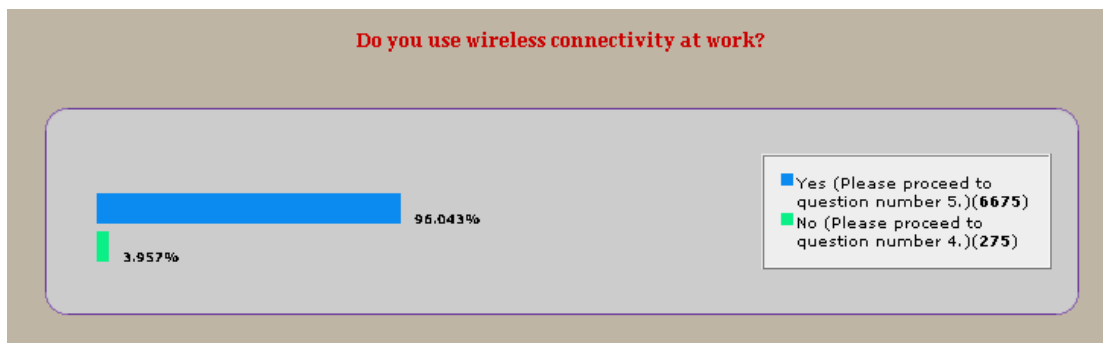 Do you use wireless connectivity at work?
96.043%
3.957%
Yes (Please proceed to
question number 5.)(6675)
No (Please proceed to
question number 4.)(275)